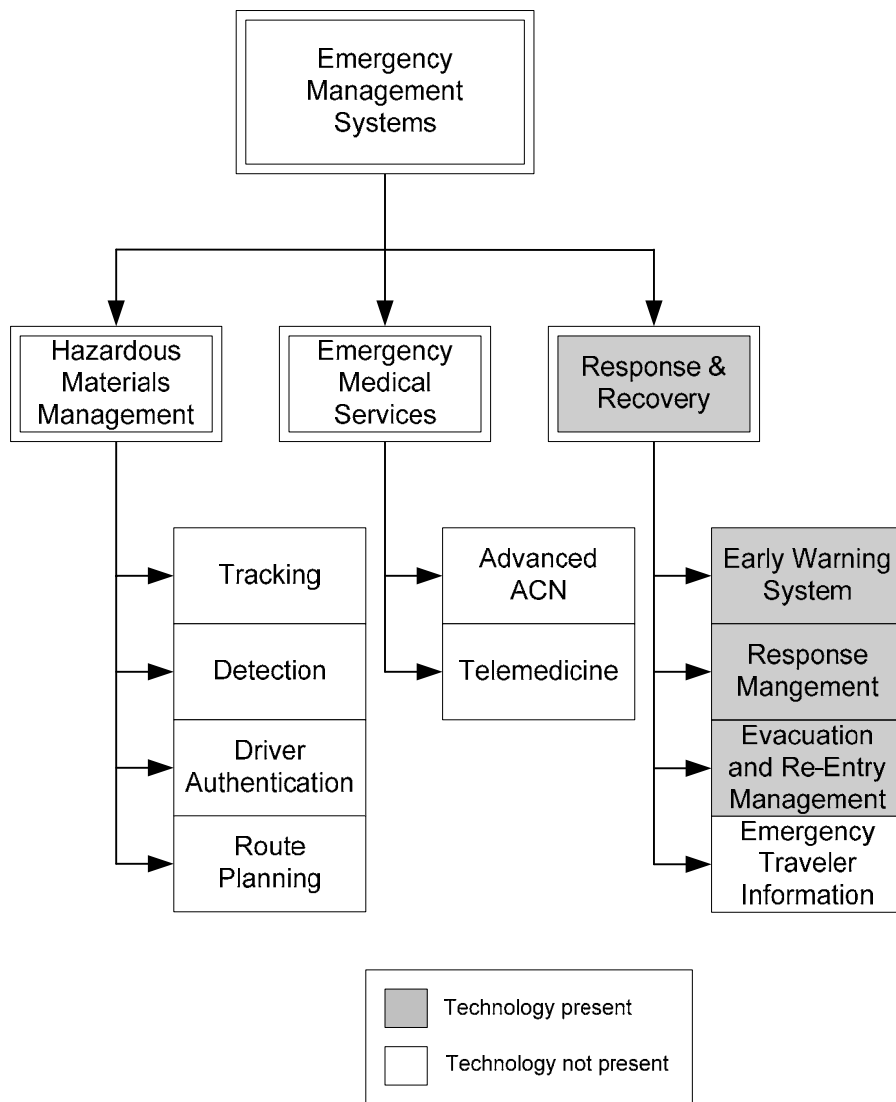 Emergency
Management
Systems
Hazardous
Materials
Management
Emergency
Medical
Services
Response &
Recovery
Tracking
Detection
Driver
Authentication
Route
Planning
Advanced
ACN
Telemedicine
Early Warning
System
Response
Mangement
Evacuation
and Re-Entry
Management
Emergency
Traveler
Information
Technology present
Technology not present